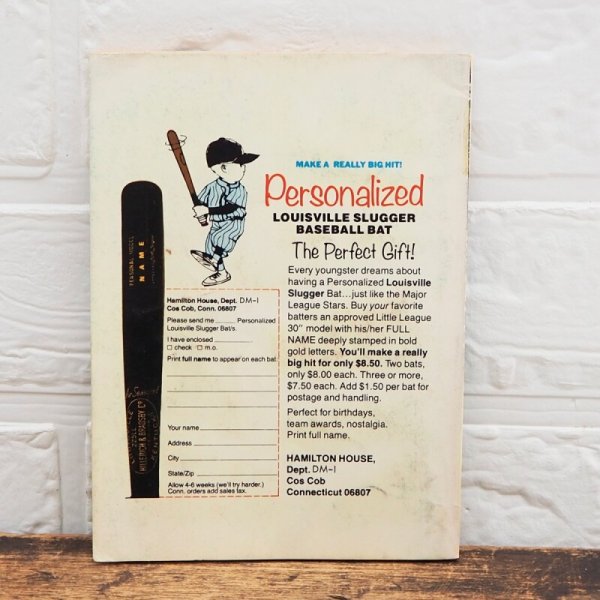 MAKE A REALLY BIG HIT!
Personalized
LOUISVILLE SLUGGER
BASEBALL BAT
The Perfect Gift!
Every youngster dreams about
having a Personalized Louisville
Slugger Bat...just like the Major
League Stars. Buy your favorite
batters an approved Little League
30" model with his/her FULL
NAME deeply stamped in bold
gold letters. You'll make a really
big hit for only $8.50. Two bats,
only $8.00 each. Three or more,
$7.50 each. Add $1.50 per bat for
postage and handling.
Perfect for birthdays,
team awards, nostalgia.
Print full name.
HAMILTON HOUSE,
Dept. DM-I
Cos Cob
Connecticut 06807
PERSONAL MODEL
NAME
HILLERICH & BRADSBY Co
Hamilton House, Dept. DM-I
Cos Cob, Conn. 06807
Please send me Personalized
Louisville Slugger Bat/s.
I have enclosed
check m.o.
Print full name to appear on each bat.
Your name
Address
City
State/Zip
Allow 4-6 weeks (we'll try harder.)
Conn. orders add sales tax.